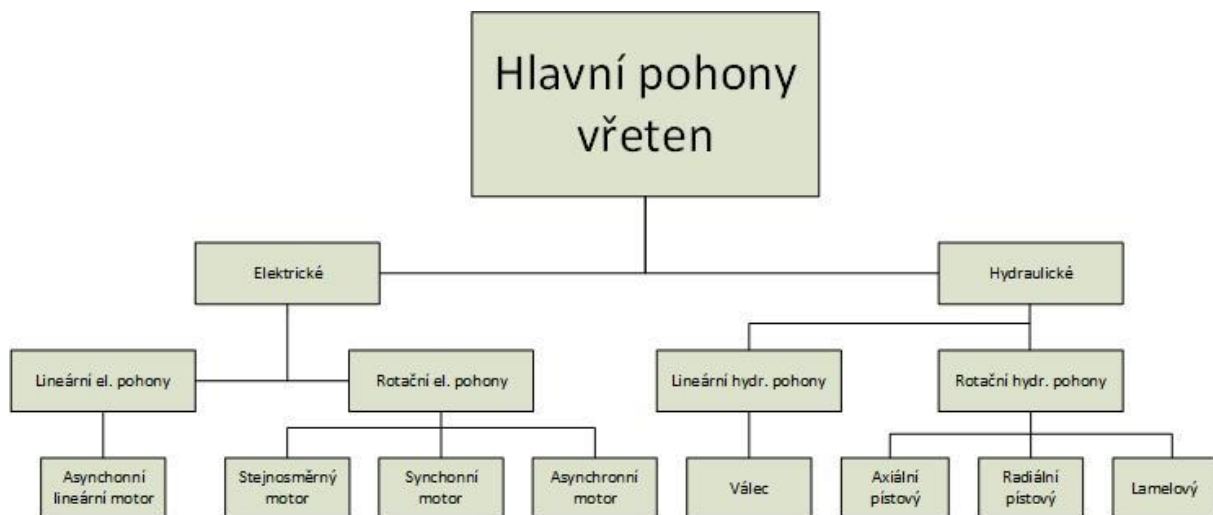 Hlavní pohony
vřeten
Elektrické
Hydraulické
Lineární el. pohony
Rotační el. pohony
Lineární hydr. pohony
Rotační hydr. pohony
Asynchonní
lineární motor
Stejnosměrný
motor
Synchonní
motor
Asynchronní
motor
Válec
Axiální
pístový
Radiální
pístový
Lamelový